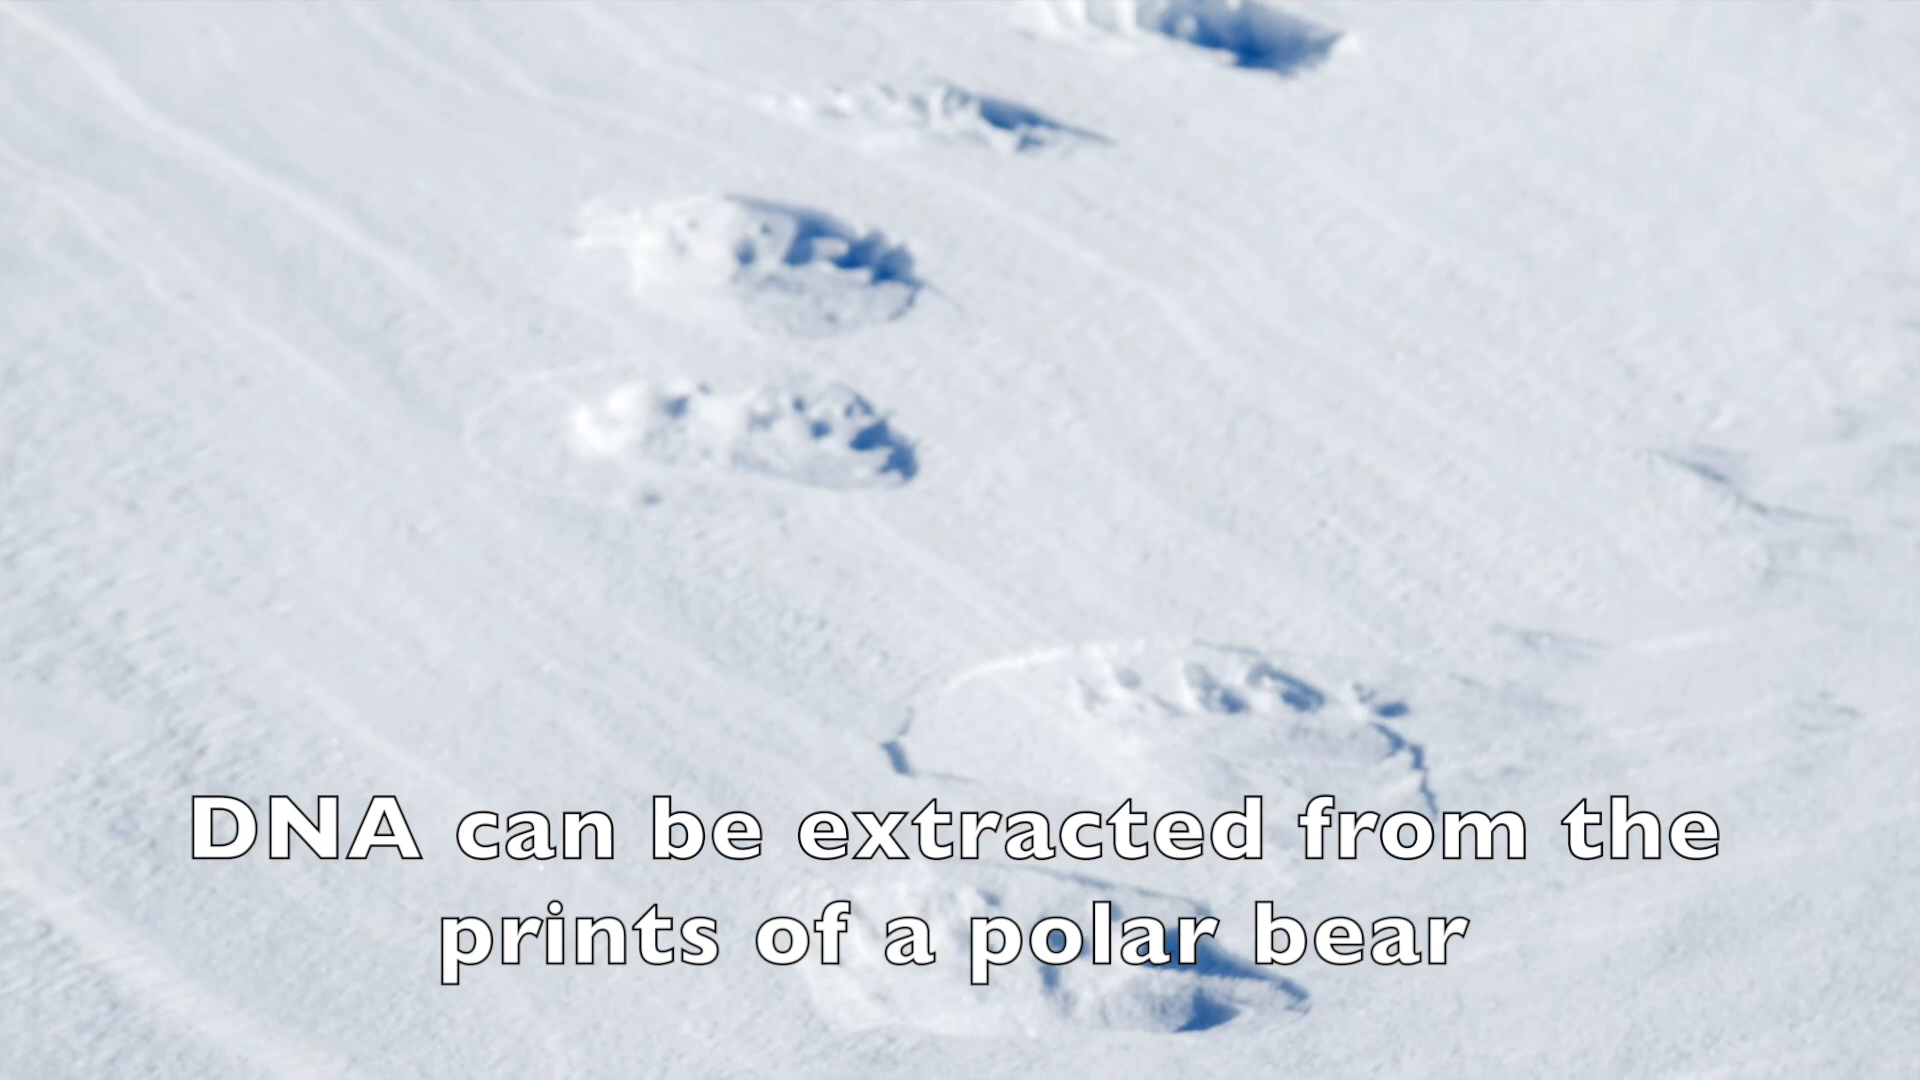 DNA can be extracted from the
prints of a polar bear